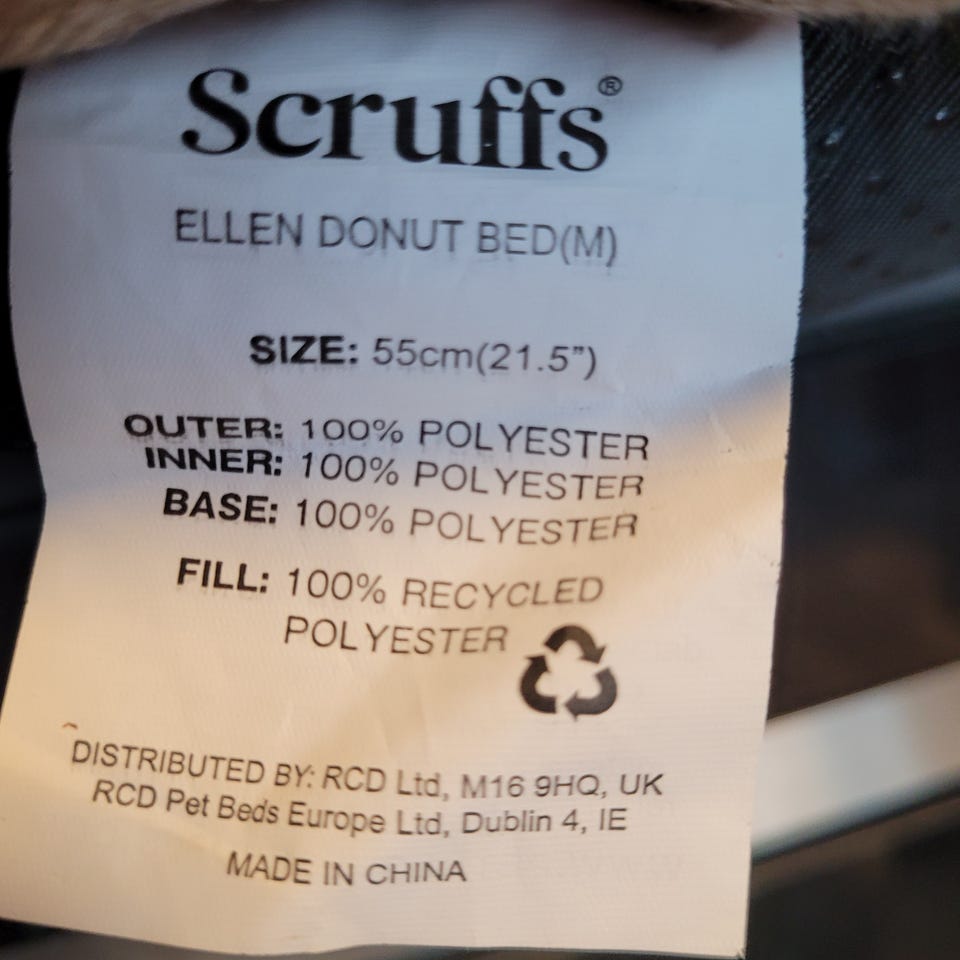 Scruffs®
ELLEN DONUT BED(M)
SIZE: 55cm(21.5”)
OUTER: 100% POLYESTER
INNER: 100% POLYESTER
BASE: 100% POLYESTER
FILL: 100% RECYCLED
POLYESTER
DISTRIBUTED BY: RCD Ltd, M16 9HQ, UK
RCD Pet Beds Europe Ltd, Dublin 4, IE
MADE IN CHINA